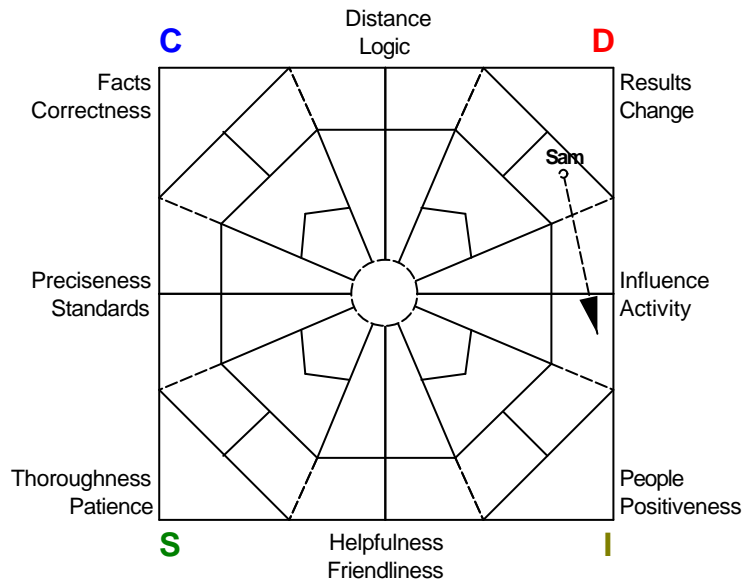 Distance
Logic
C
D
Facts
Correctness
Results
Change
Sam
Preciseness
Standards
Influence
Activity
Thoroughness
Patience
People
Positiveness
S
Helpfulness
Friendliness
I